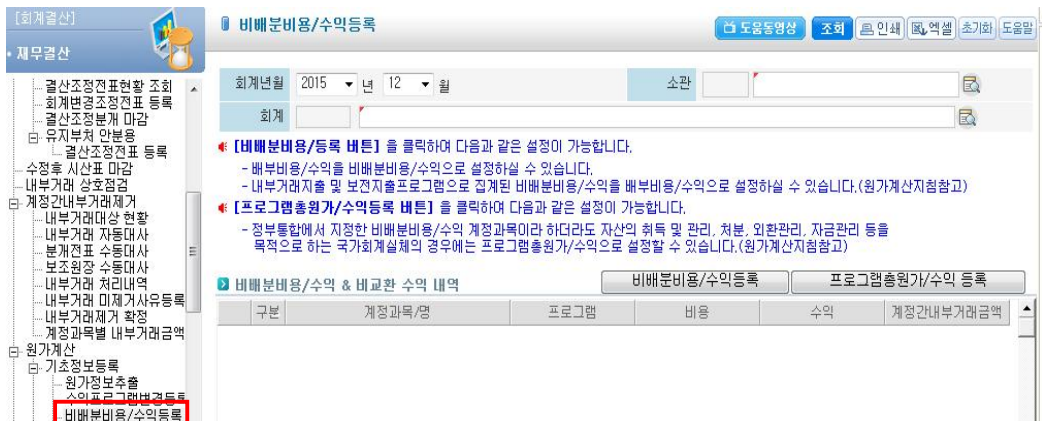 [회계결산]
• 재무결산
결산조정전표현황 조회
회계변경조정전표 등록
결산조정분개 마감
유지부처 안분용
결산조정전표 등록
수정후 시산표 마감
내부거래 상호점검
계정간내부거래제거
내부거래대상 현황
내부거래 자동대사
분개전표 수동대사
보조원장 수동대사
내부거래 처리내역
내부거래 미제거사유등록
내부거래제거 확정
계정과목별 내부거래금액
원가계산
기초정보등록
원가정보추출
수익프로그램변경등록
비배분비용/수익등록
비배분비용/수익등록
도움동영상 조회 인쇄 엑셀 초기화 도움말
회계년월 2015 년 12 월 소관
회계
[비배분비용/등록 버튼] 을 클릭하여 다음과 같은 설정이 가능합니다.
- 배부비용/수익을 비배분비용/수익으로 설정하실 수 있습니다.
- 내부거래지출 및 보전지출프로그램으로 집계된 비배분비용/수익을 배부비용/수익으로 설정하실 수 있습니다.(원가계산지침참고)
[프로그램총원가/수익등록 버튼] 을 클릭하여 다음과 같은 설정이 가능합니다.
- 정부통합에서 지정한 비배분비용/수익 계정과목이라 하더라도 자산의 취득 및 관리, 처분, 외환관리, 자금관리 등을
목적으로 하는 국가회계실체의 경우에는 프로그램총원가/수익으로 설정할 수 있습니다.(원가계산지침참고)
비배분비용/수익 & 비교환 수익 내역 비배분비용/수익등록 프로그램총원가/수익 등록
구분 계정과목/명 프로그램 비용 수익 계정간내부거래금액